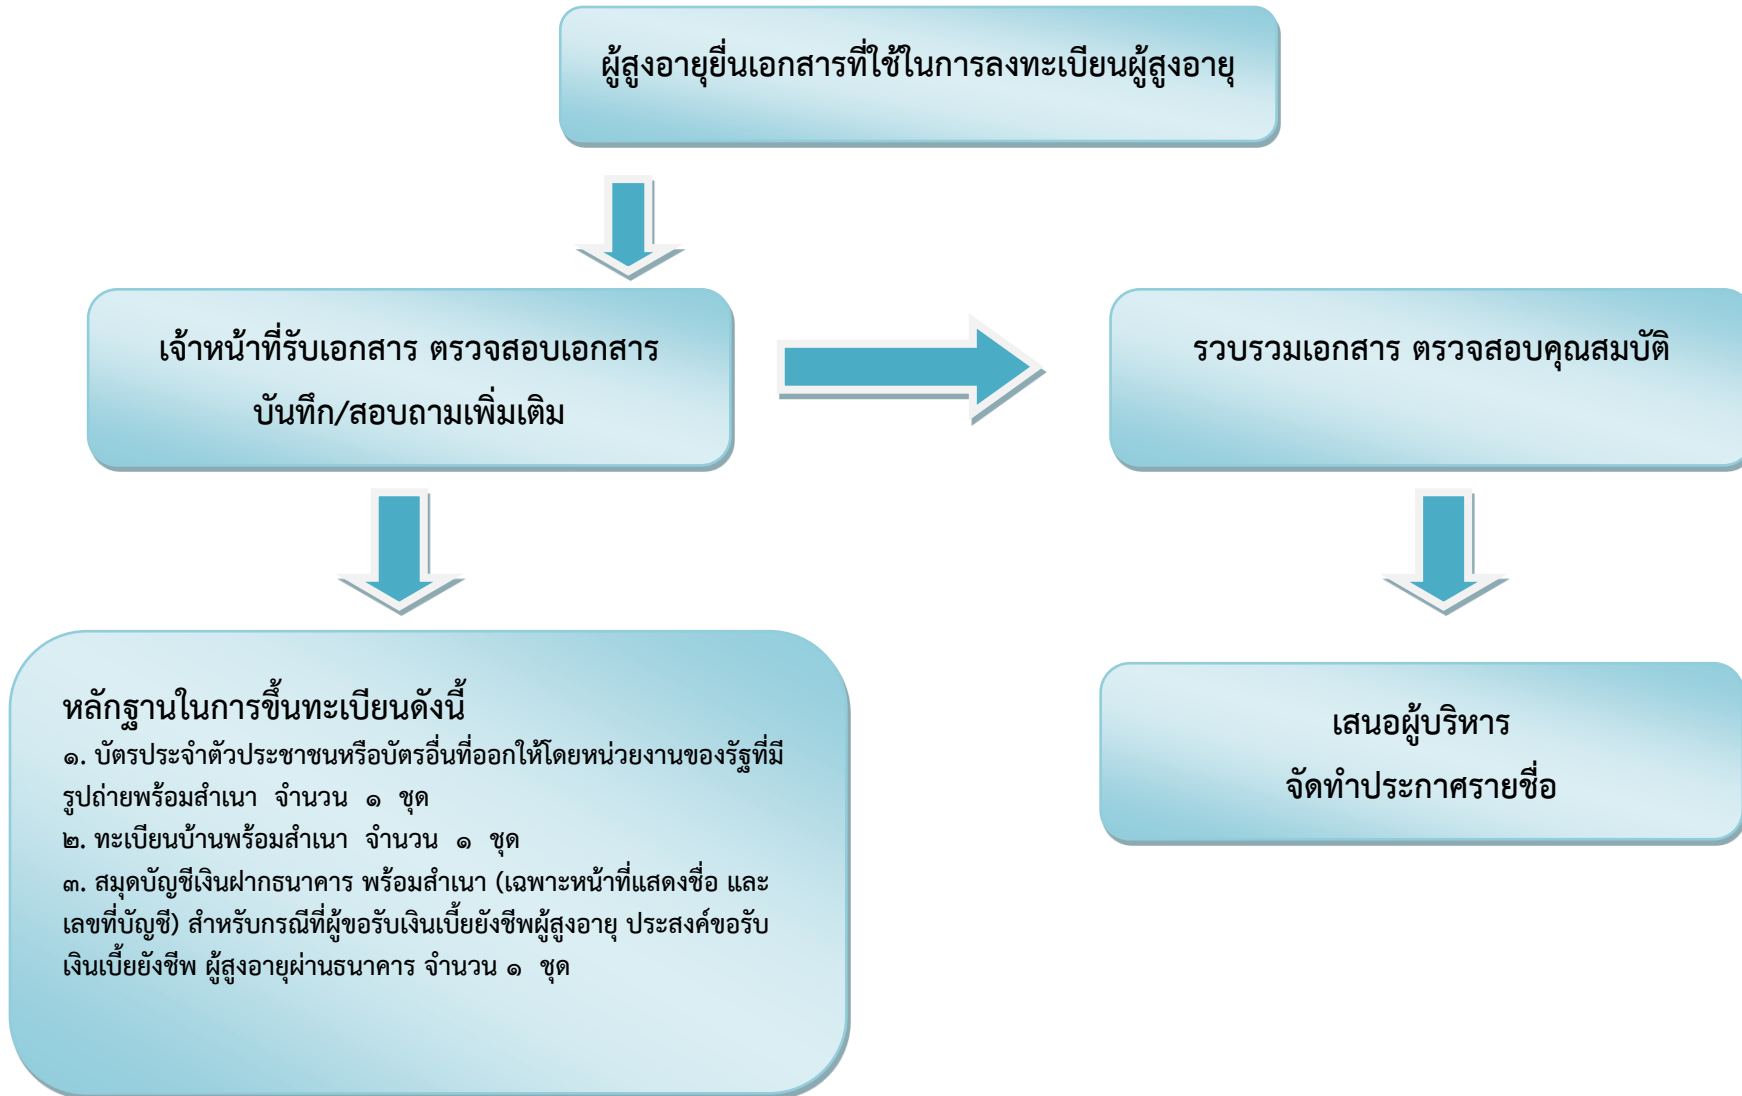 ผู้สูงอายุยื่นเอกสารที่ใช้ในการลงทะเบียนผู้สูงอายุ
เจ้าหน้าที่รับเอกสาร ตรวจสอบเอกสาร
บันทึก/สอบถามเพิ่มเติม
รวบรวมเอกสาร ตรวจสอบคุณสมบัติ
หลักฐานในการขึ้นทะเบียนดังนี้
๑. บัตรประจำตัวประชาชนหรือบัตรอื่นที่ออกให้โดยหน่วยงานของรัฐที่มี
รูปถ่ายพร้อมสำเนา จำนวน ๑ ชุด
๒. ทะเบียนบ้านพร้อมสำเนา จำนวน ๑ ชุด
๓. สมุดบัญชีเงินฝากธนาคาร พร้อมสำเนา (เฉพาะหน้าที่แสดงชื่อ และ
เลขที่บัญชี) สำหรับกรณีที่ผู้ขอรับเงินเบี้ยยังชีพผู้สูงอายุ ประสงค์ขอรับ
เงินเบี้ยยังชีพ ผู้สูงอายุผ่านธนาคาร จำนวน ๑ ชุด
เสนอผู้บริหาร
จัดทำประกาศรายชื่อ